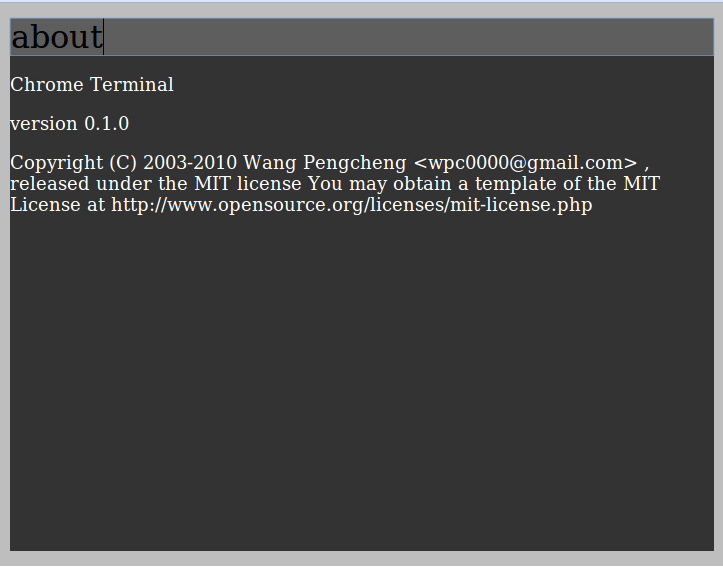 about
Chrome Terminal
version 0.1.0
Copyright (C) 2003-2010 Wang Pengcheng <wpc0000@gmail.com> ,
released under the MIT license You may obtain a template of the MIT
License at http://www.opensource.org/licenses/mit-license.php